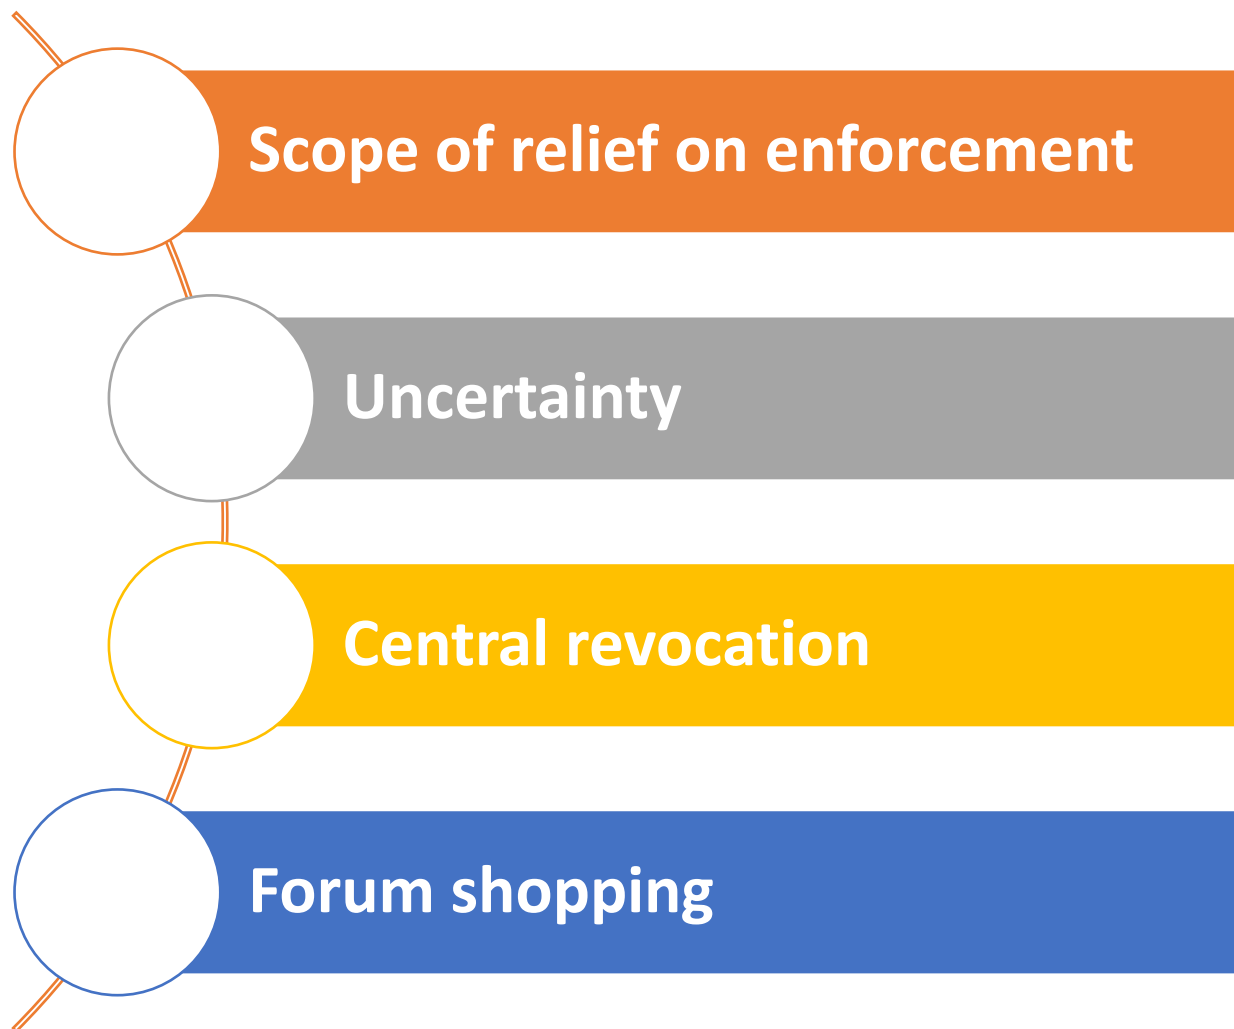 Scope of relief on enforcement
Uncertainty
Central revocation
Forum shopping